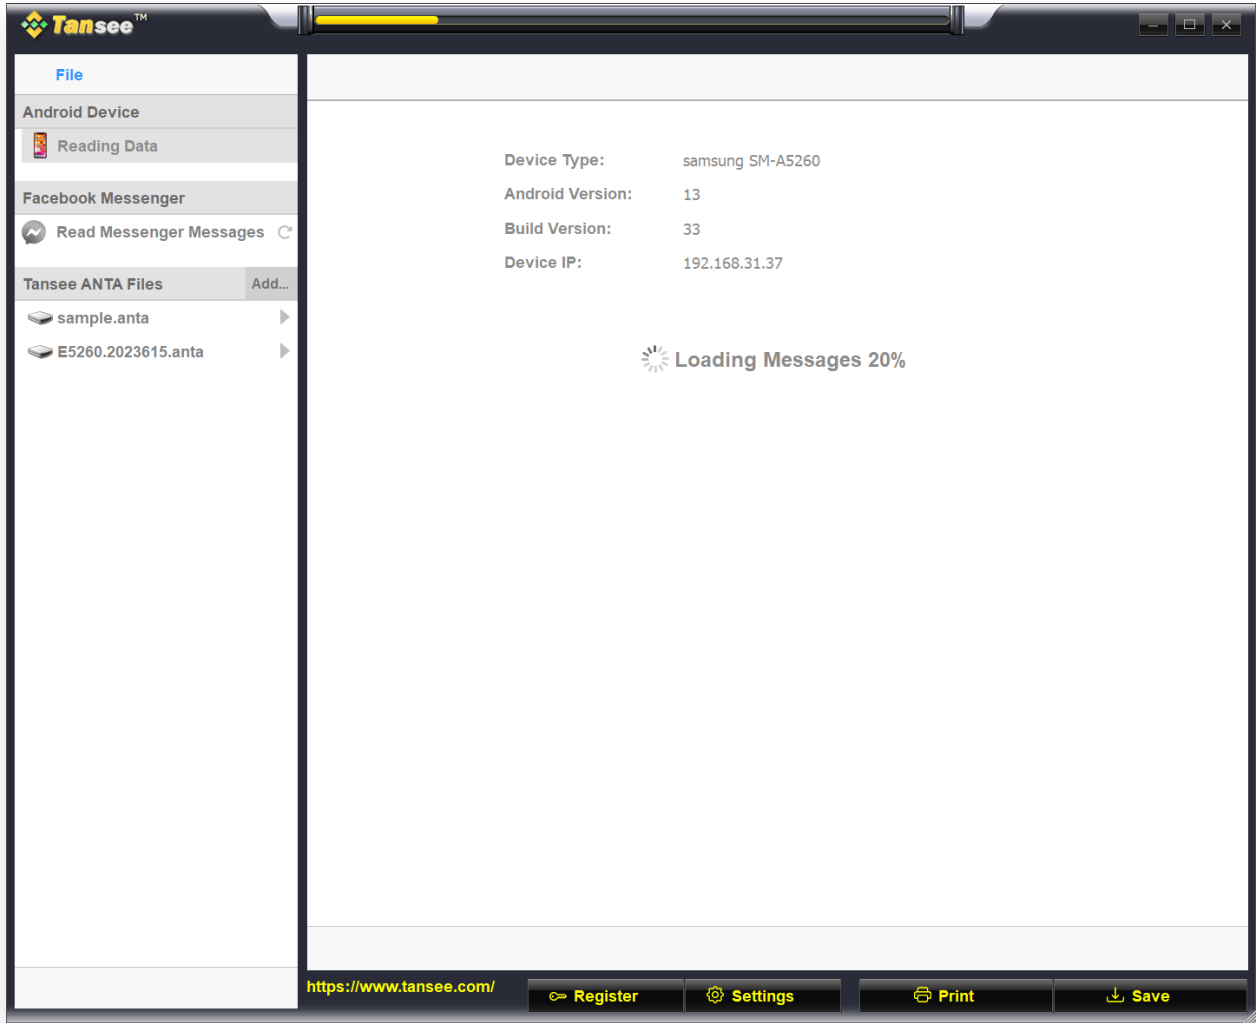 Tansee™
File
Android Device
Reading Data
Facebook Messenger
Read Messenger Messages
Tansee ANTA Files Add...
sample.anta
E5260.2023615.anta
Device Type: samsung SM-A5260
Android Version: 13
Build Version: 33
Device IP: 192.168.31.37
Loading Messages 20%
https://www.tansee.com/
Register
Settings
Print
Save